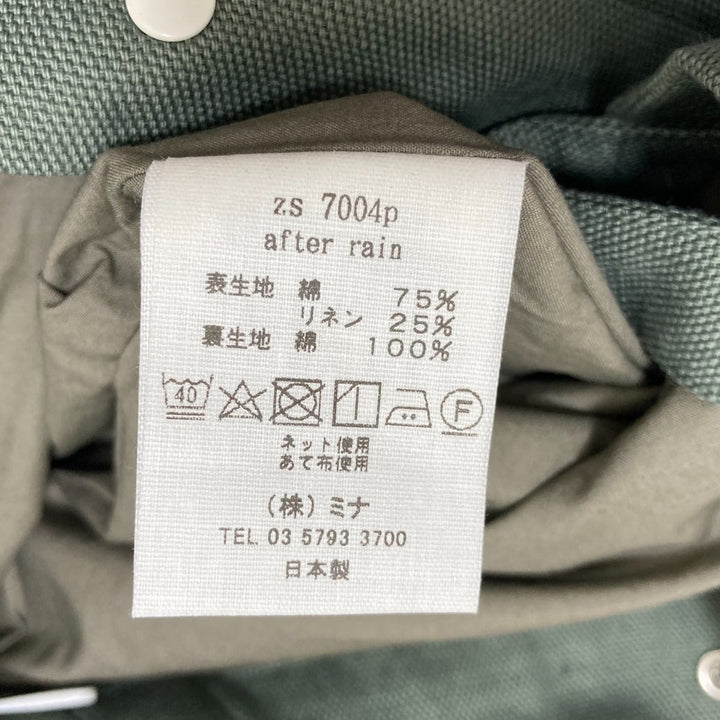 zs 7004p
after rain
表生地 綿 75%
リネン 25%
裏生地 綿 100%
40 F
ネット使用
あて布使用
(株)ミナ
TEL 03 5793 3700
日本製